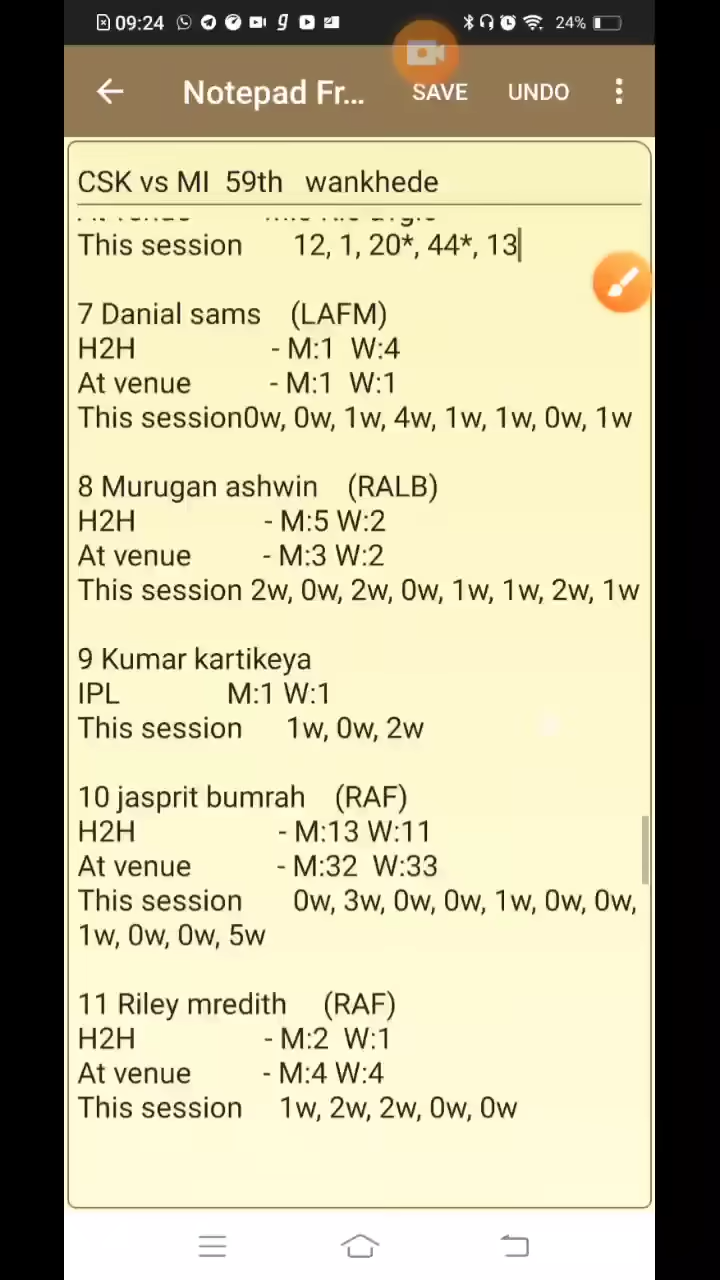 09:24 24%
Notepad Fr... SAVE UNDO
CSK vs MI 59th wankhede
This session 12, 1, 20*, 44*, 13
7 Danial sams (LAFM)
H2H - M:1 W:4
At venue - M:1 W:1
This session0w, 0w, 1w, 4w, 1w, 1w, 0w, 1w
8 Murugan ashwin (RALB)
H2H - M:5 W:2
At venue - M:3 W:2
This session 2w, 0w, 2w, 0w, 1w, 1w, 2w, 1w
9 Kumar kartikeya
IPL M:1 W:1
This session 1w, 0w, 2w
10 jasprit bumrah (RAF)
H2H - M:13 W:11
At venue - M:32 W:33
This session 0w, 3w, 0w, 0w, 1w, 0w, 0w,
1w, 0w, 0w, 5w
11 Riley mredith (RAF)
H2H - M:2 W:1
At venue - M:4 W:4
This session 1w, 2w, 2w, 0w, 0w